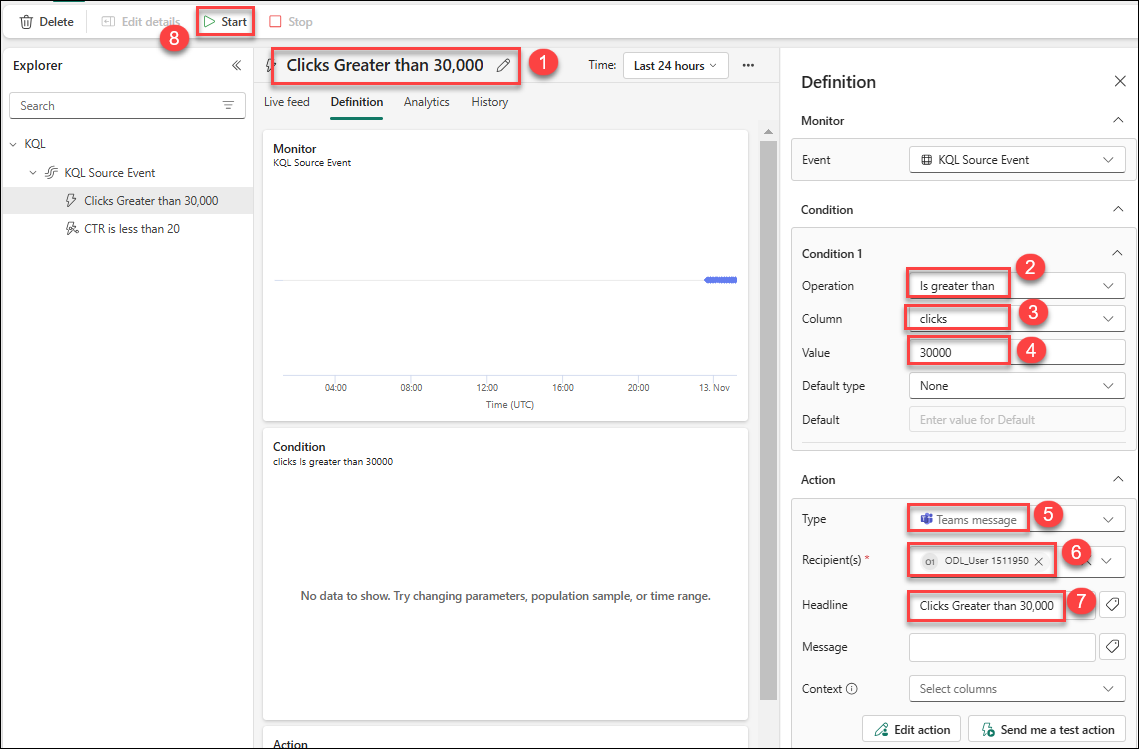 Delete
Edit details
Start
Stop
8
Explorer
Search
KQL
KQL Source Event
Clicks Greater than 30,000
CTR is less than 20
Clicks Greater than 30,000
1
Time:
Last 24 hours
Live feed
Definition
Analytics
History
Monitor
KQL Source Event
04:00
08:00
12:00
16:00
20:00
13. Nov
Time (UTC)
Condition
clicks Is greater than 30000
No data to show. Try changing parameters, population sample, or time range.
Action
Definition
Monitor
Event
KQL Source Event
Condition
Condition 1
2
Operation
Is greater than
3
Column
clicks
4
Value
30000
Default type
None
Default
Enter value for Default
Action
Type
Teams message
5
Recipient(s) *
O1
ODL_User 1511950
6
Headline
Clicks Greater than 30,000
7
Message
Context
Select columns
Edit action
Send me a test action